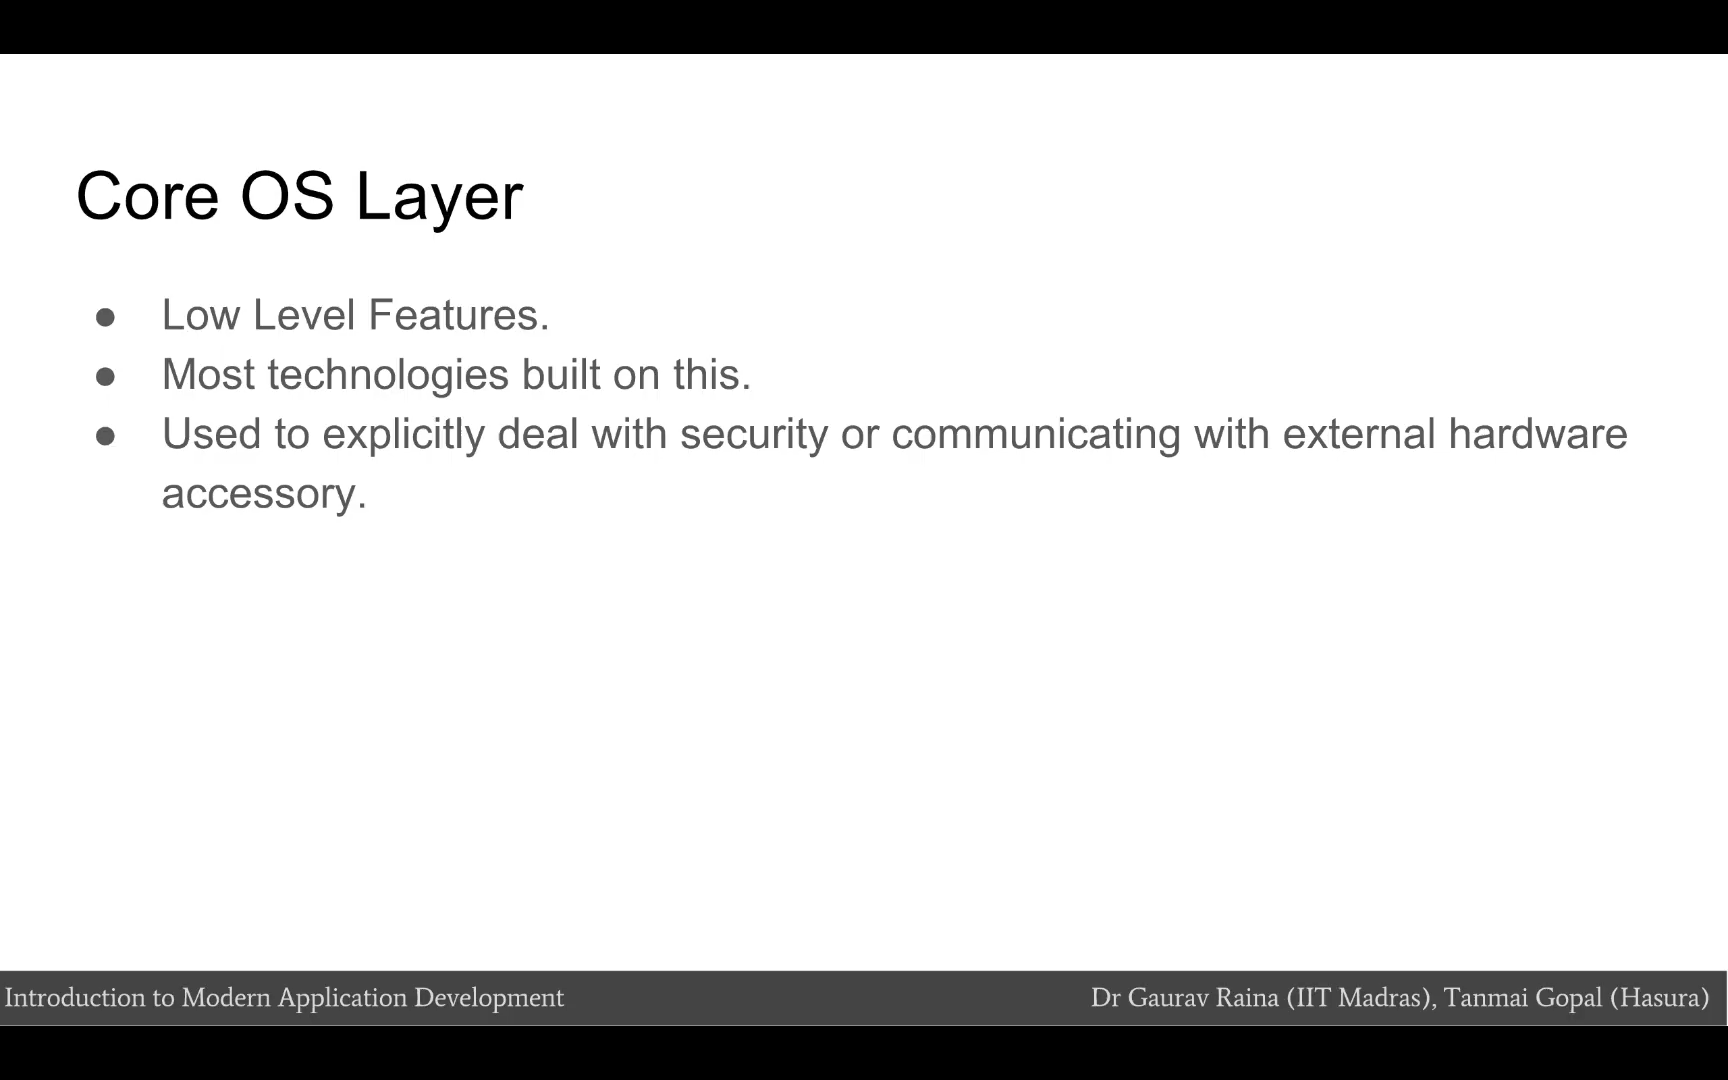 Core OS Layer
● Low Level Features.
● Most technologies built on this.
● Used to explicitly deal with security or communicating with external hardware
accessory.
Introduction to Modern Application Development
Dr Gaurav Raina (IIT Madras), Tanmai Gopal (Hasura)